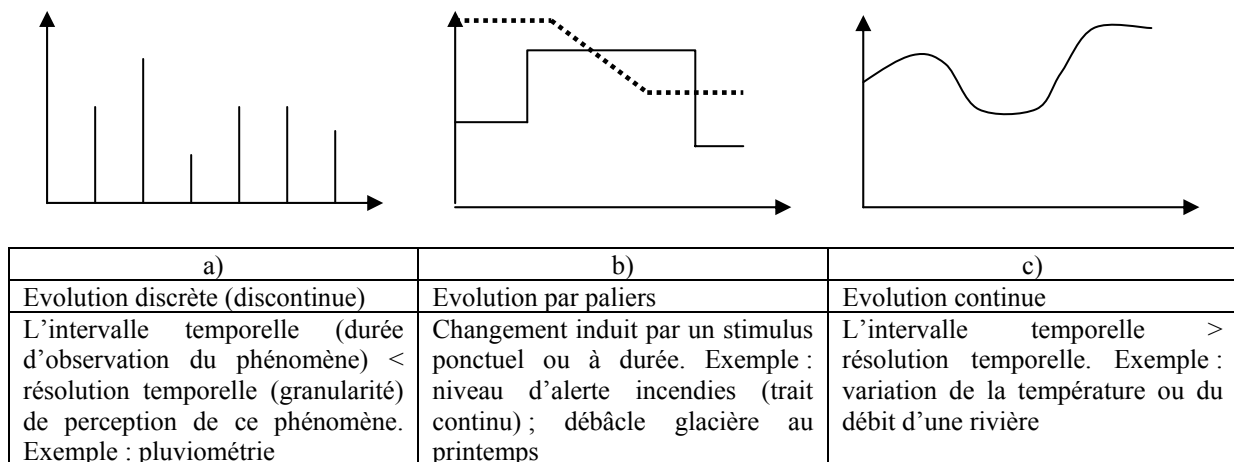 a)
b)
c)
Evolution discrète (discontinue)
Evolution par paliers
Evolution continue
L'intervalle temporelle (durée
d'observation du phénomène) <
résolution temporelle (granularité)
de perception de ce phénomène.
Exemple : pluviométrie
Changement induit par un stimulus
ponctuel ou à durée. Exemple :
niveau d'alerte incendies (trait
continu) ; débâcle glacière au
printemps
L'intervalle temporelle >
résolution temporelle. Exemple :
variation de la température ou du
débit d'une rivière